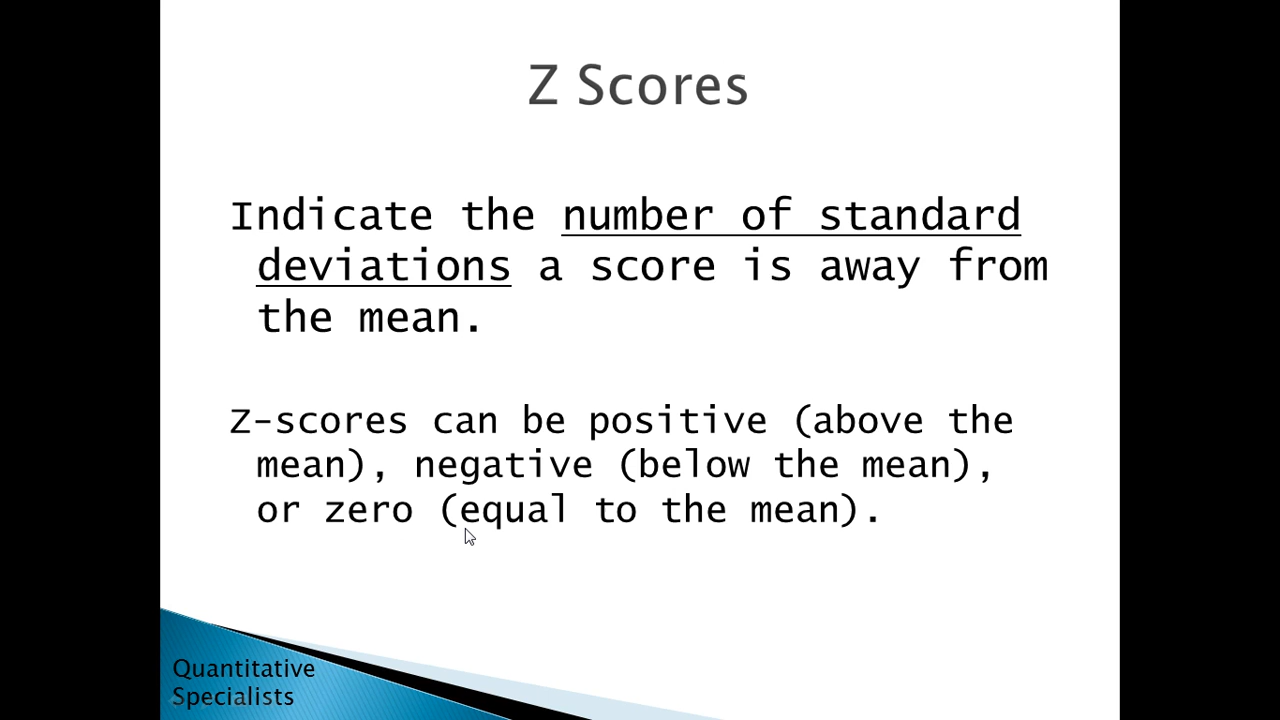 Z Scores
Indicate the number of standard
deviations a score is away from
the mean.
Z-scores can be positive (above the
mean), negative (below the mean),
or zero (equal to the mean).
Quantitative
Specialists